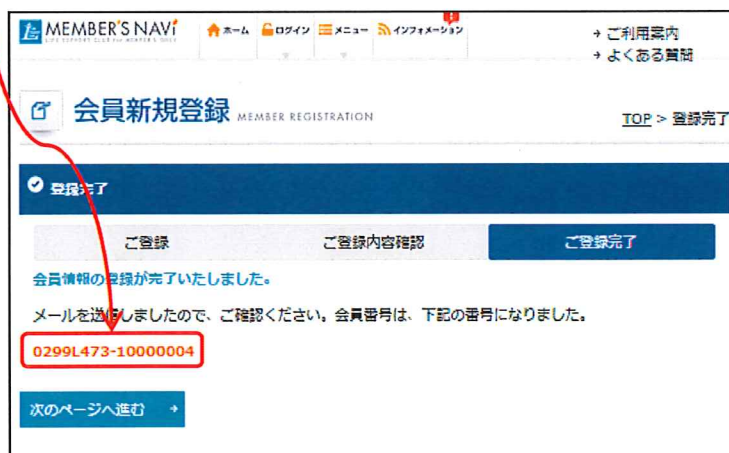 MEMBER'S NAVi
ホーム ログイン メニュー インフォメーション
ご利用案内
よくある質問
会員新規登録 MEMBER REGISTRATION
TOP > 登録完了
登録完了
ご登録 ご登録内容確認 ご登録完了
会員情報の登録が完了いたしました。
メールを送信しましたので、ご確認ください。会員番号は、下記の番号になりました。
0299L473-10000004
次のページへ進む